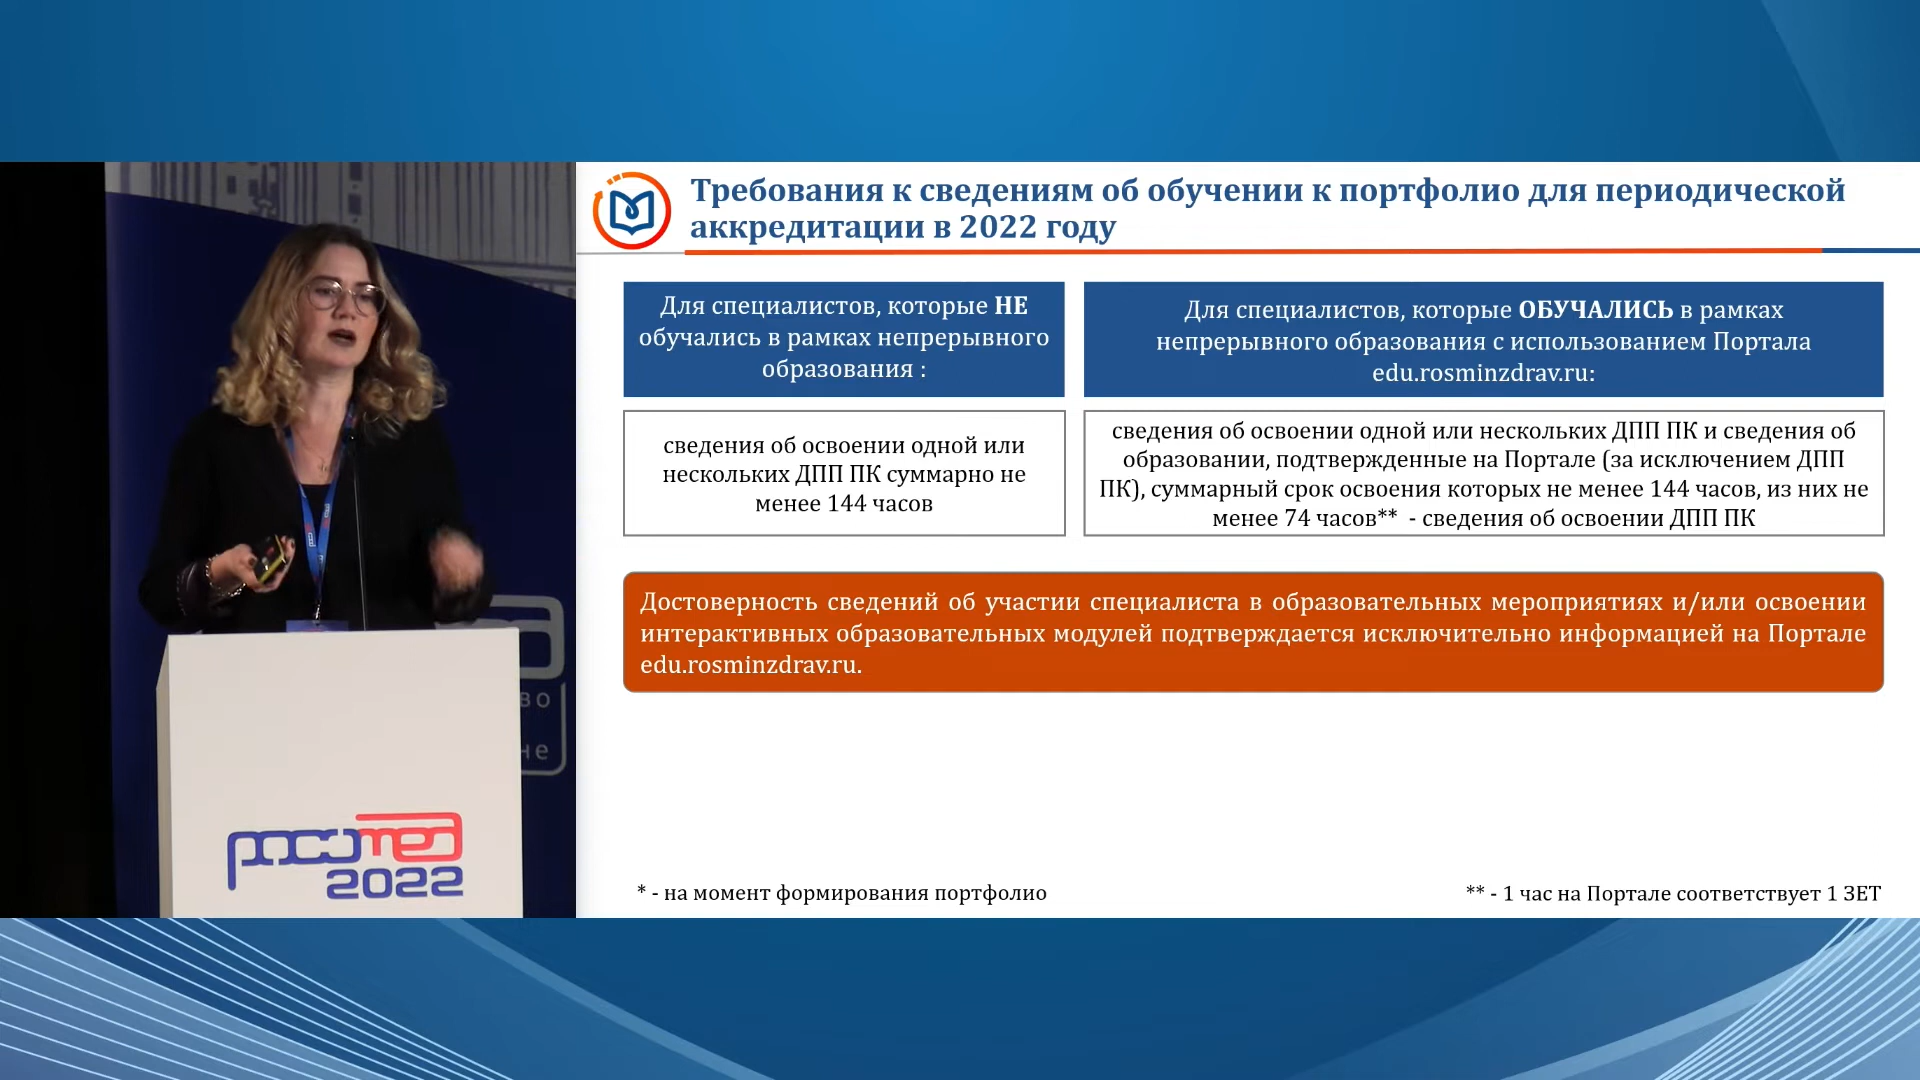 Требования к сведениям об обучении к портфолио для периодической
аккредитации в 2022 году
Для специалистов, которые НЕ
обучались в рамках непрерывного
образования :
Для специалистов, которые ОБУЧАЛИСЬ в рамках
непрерывного образования с использованием Портала
edu.rosminzdrav.ru:
сведения об освоении одной или
нескольких ДПП ПК суммарно не
менее 144 часов
сведения об освоении одной или нескольких ДПП ПК и сведения об
образовании, подтвержденные на Портале (за исключением ДПП
ПК), суммарный срок освоения которых не менее 144 часов, из них не
менее 74 часов** - сведения об освоении ДПП ПК
Достоверность сведений об участии специалиста в образовательных мероприятиях и/или освоении
интерактивных образовательных модулей подтверждается исключительно информацией на Портале
edu.rosminzdrav.ru.
* - на момент формирования портфолио
** - 1 час на Портале соответствует 1 ЗЕТ
во
не
росмед
2022